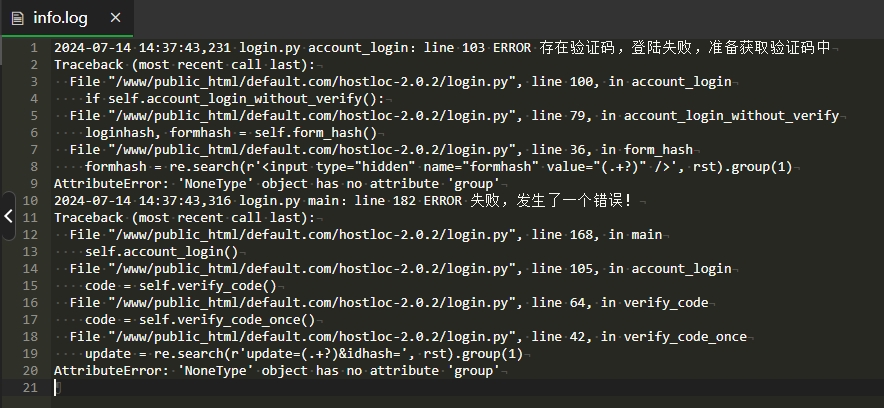 info.log
1 2024-07-14 14:37:43,231 login.py account_login: line 103 ERROR 存在验证码，登陆失败，准备获取验证码中
2 Traceback (most recent call last):
3   File "/www/public_html/default.com/hostloc-2.0.2/login.py", line 100, in account_login
4     if self.account_login_without_verify():
5   File "/www/public_html/default.com/hostloc-2.0.2/login.py", line 79, in account_login_without_verify
6     loginhash, formhash = self.form_hash()
7   File "/www/public_html/default.com/hostloc-2.0.2/login.py", line 36, in form_hash
8     formhash = re.search(r'<input type="hidden" name="formhash" value="(.+?)" />', rst).group(1)
9 AttributeError: 'NoneType' object has no attribute 'group'
10 2024-07-14 14:37:43,316 login.py main: line 182 ERROR 失败，发生了一个错误！
11 Traceback (most recent call last):
12   File "/www/public_html/default.com/hostloc-2.0.2/login.py", line 168, in main
13     self.account_login()
14   File "/www/public_html/default.com/hostloc-2.0.2/login.py", line 105, in account_login
15     code = self.verify_code()
16   File "/www/public_html/default.com/hostloc-2.0.2/login.py", line 64, in verify_code
17     code = self.verify_code_once()
18   File "/www/public_html/default.com/hostloc-2.0.2/login.py", line 42, in verify_code_once
19     update = re.search(r'update=(.+?)&idhash=', rst).group(1)
20 AttributeError: 'NoneType' object has no attribute 'group'
21